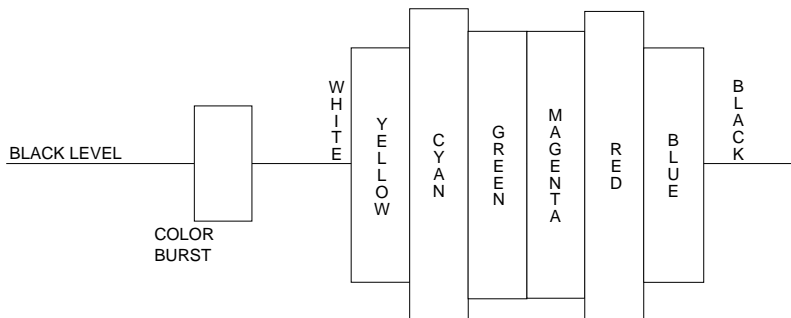 BLACK LEVEL
COLOR
BURST
WHITE
YELLOW
CYAN
GREEN
MAGENTA
RED
BLUE
BLACK